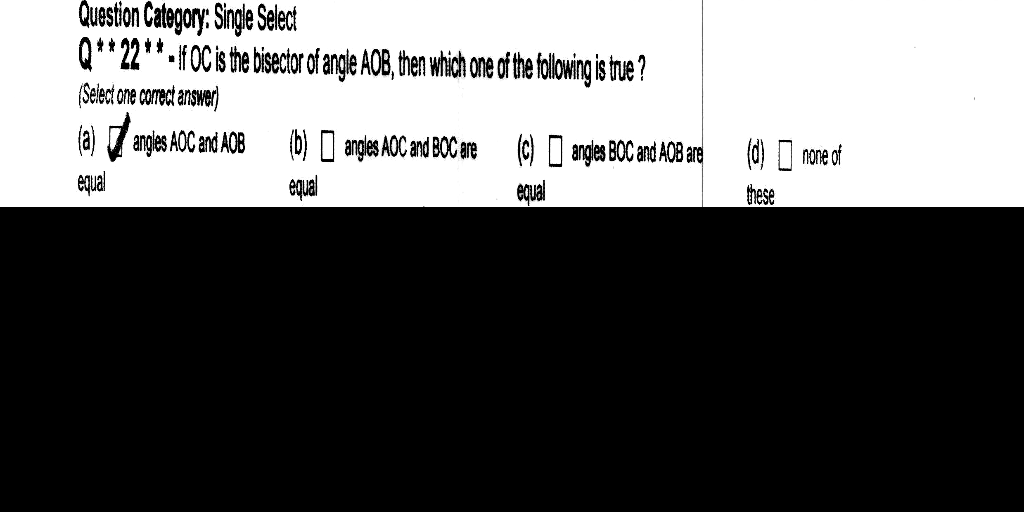 Question Category: Single Select
Q**22** - If OC is the bisector of angle AOB, then which one of the following is true ?
(Select one correct answer)
(a) angles AOC and AOB (b) angles AOC and BOC are (c) angles BOC and AOB are (d) none of
equal equal equal these